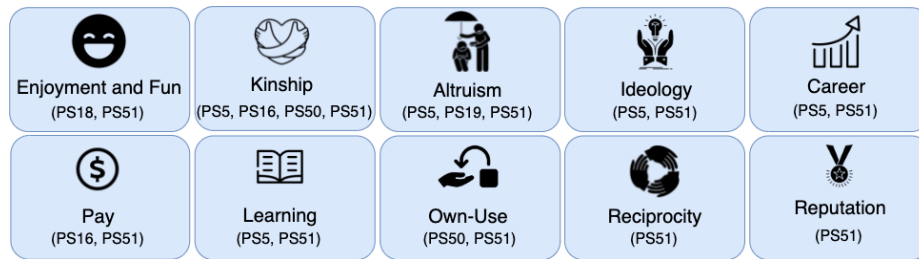 Enjoyment and Fun
(PS18, PS51)
Kinship
(PS5, PS16, PS50, PS51)
Altruism
(PS5, PS19, PS51)
Ideology
(PS5, PS51)
Career
(PS5, PS51)
$
Pay
(PS16, PS51)
Learning
(PS5, PS51)
Own-Use
(PS50, PS51)
Reciprocity
(PS51)
Reputation
(PS51)